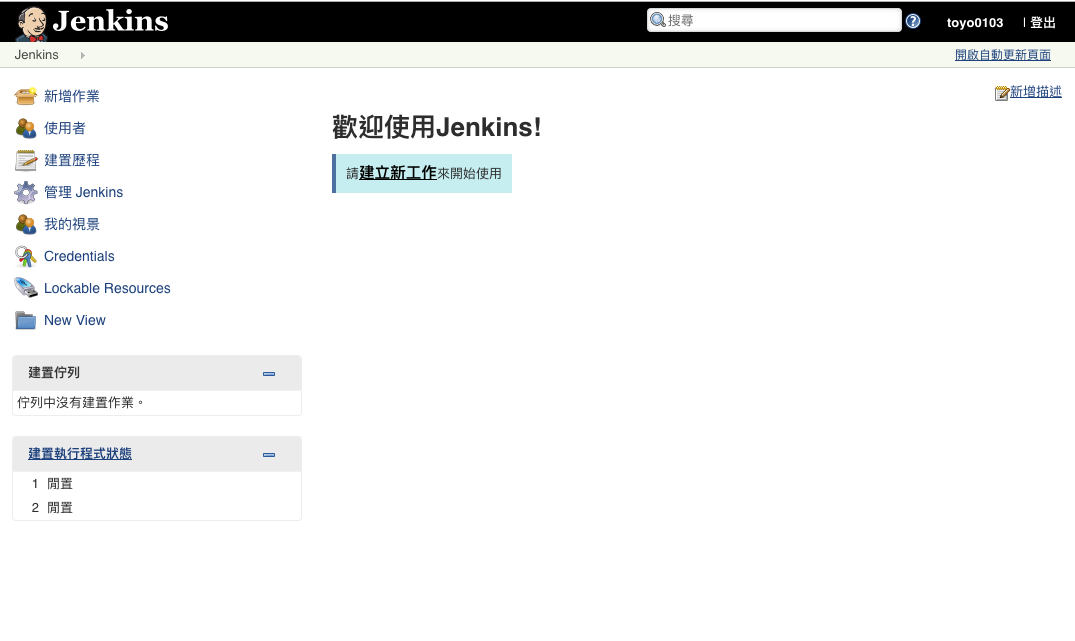 Jenkins
搜尋
toyo0103
登出
Jenkins
開啟自動更新頁面
新增作業
使用者
建置歷程
管理 Jenkins
我的視景
Credentials
Lockable Resources
New View
建置佇列
佇列中沒有建置作業。
建置執行程式狀態
1 閒置
2 閒置
新增描述
歡迎使用Jenkins!
請建立新工作來開始使用